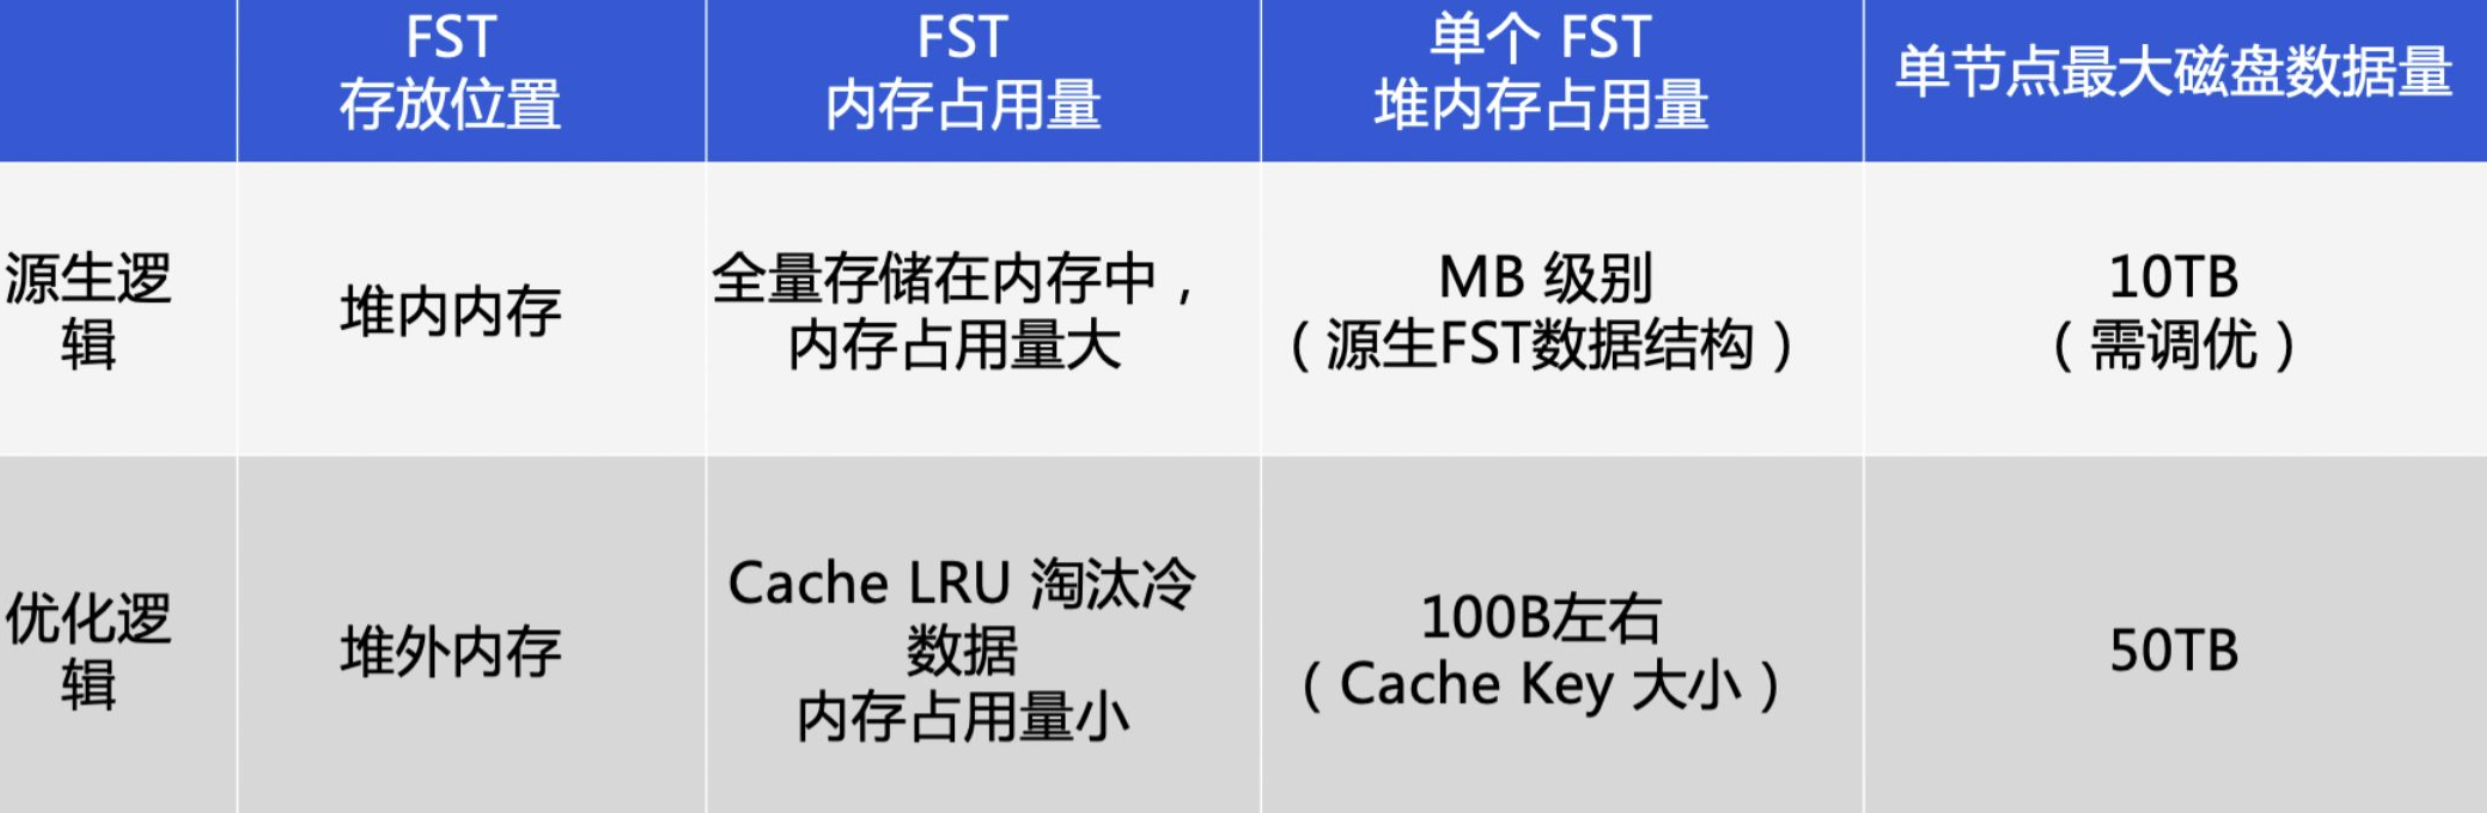 FST
存放位置
FST
内存占用量
单个 FST
堆内存占用量
单节点最大磁盘数据量
源生逻
辑
堆内内存
全量存储在内存中，
内存占用量大
MB 级别
（源生FST数据结构）
10TB
（需调优）
优化逻
辑
堆外内存
Cache LRU 淘汰冷
数据
内存占用量小
100B左右
（Cache Key 大小）
50TB